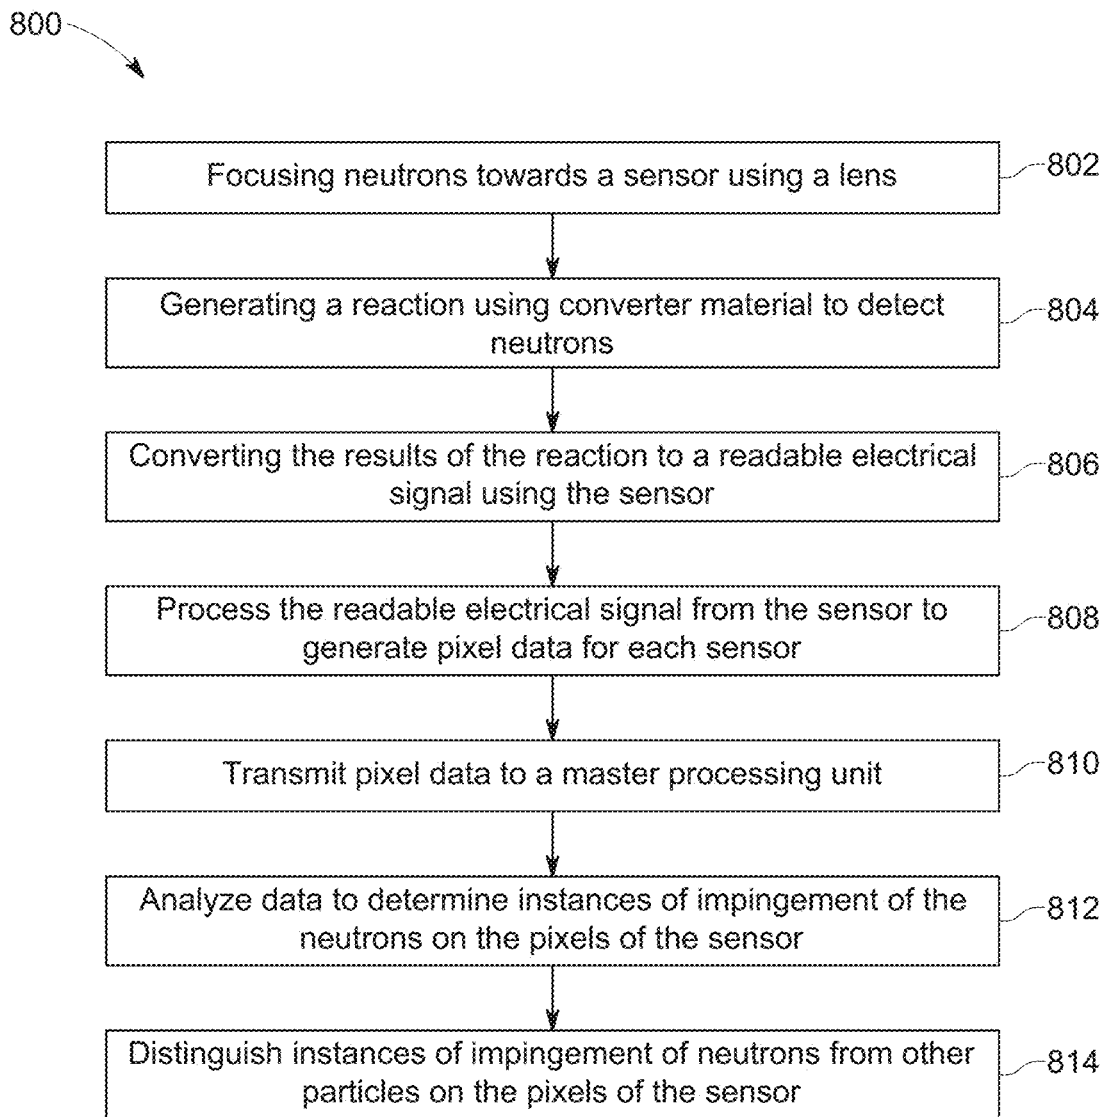 800
Focusing neutrons towards a sensor using a lens
802
Generating a reaction using converter material to detect
neutrons
804
Converting the results of the reaction to a readable electrical
signal using the sensor
806
Process the readable electrical signal from the sensor to
generate pixel data for each sensor
808
Transmit pixel data to a master processing unit
810
Analyze data to determine instances of impingement of the
neutrons on the pixels of the sensor
812
Distinguish instances of impingement of neutrons from other
particles on the pixels of the sensor
814